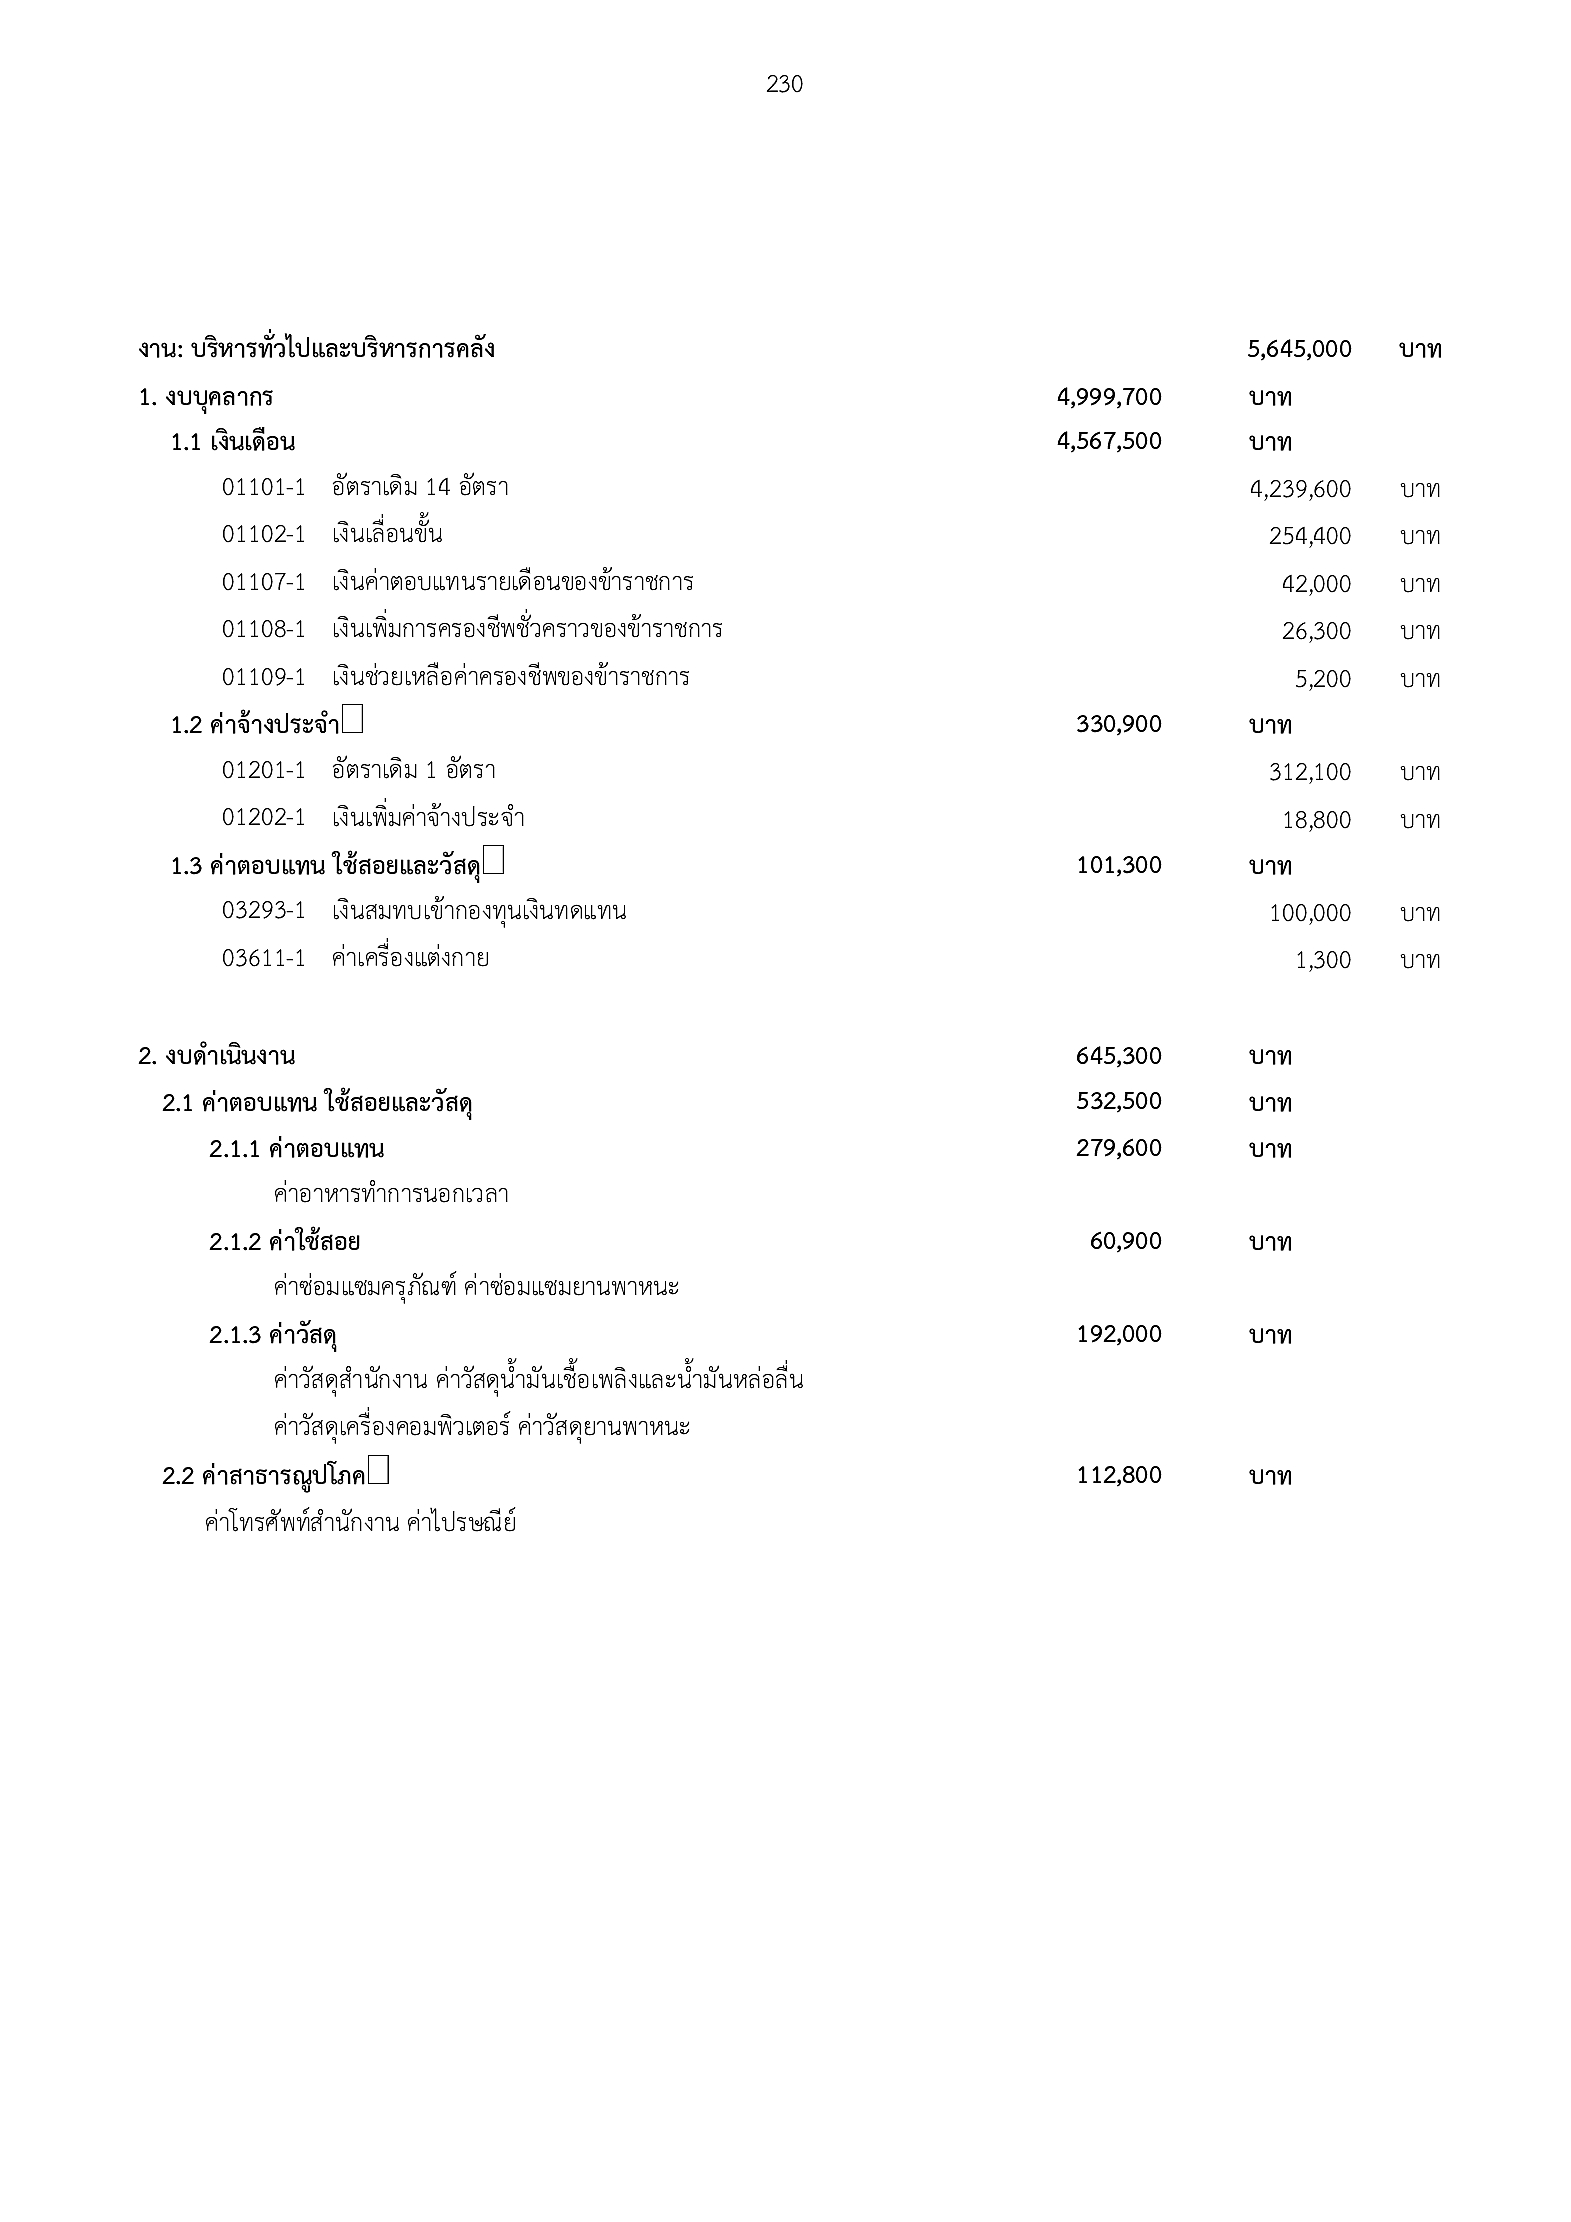 230
งาน: บริหารทั่วไปและบริหารการคลัง 5,645,000 บาท
1. งบบุคลากร 4,999,700 บาท
1.1 เงินเดือน 4,567,500 บาท
01101-1 อัตราเดิม 14 อัตรา 4,239,600 บาท
01102-1 เงินเลื่อนขั้น 254,400 บาท
01107-1 เงินค่าตอบแทนรายเดือนของข้าราชการ 42,000 บาท
01108-1 เงินเพิ่มการครองชีพชั่วคราวของข้าราชการ 26,300 บาท
01109-1 เงินช่วยเหลือค่าครองชีพของข้าราชการ 5,200 บาท
1.2 ค่าจ้างประจำ 330,900 บาท
01201-1 อัตราเดิม 1 อัตรา 312,100 บาท
01202-1 เงินเพิ่มค่าจ้างประจำ 18,800 บาท
1.3 ค่าตอบแทน ใช้สอยและวัสดุ 101,300 บาท
03293-1 เงินสมทบเข้ากองทุนเงินทดแทน 100,000 บาท
03611-1 ค่าเครื่องแต่งกาย 1,300 บาท
2. งบดำเนินงาน 645,300 บาท
2.1 ค่าตอบแทน ใช้สอยและวัสดุ 532,500 บาท
2.1.1 ค่าตอบแทน 279,600 บาท
ค่าอาหารทำการนอกเวลา
2.1.2 ค่าใช้สอย 60,900 บาท
ค่าซ่อมแซมครุภัณฑ์ ค่าซ่อมแซมยานพาหนะ
2.1.3 ค่าวัสดุ 192,000 บาท
ค่าวัสดุสำนักงาน ค่าวัสดุน้ำมันเชื้อเพลิงและน้ำมันหล่อลื่น
ค่าวัสดุเครื่องคอมพิวเตอร์ ค่าวัสดุยานพาหนะ
2.2 ค่าสาธารณูปโภค 112,800 บาท
ค่าโทรศัพท์สำนักงาน ค่าไปรษณีย์